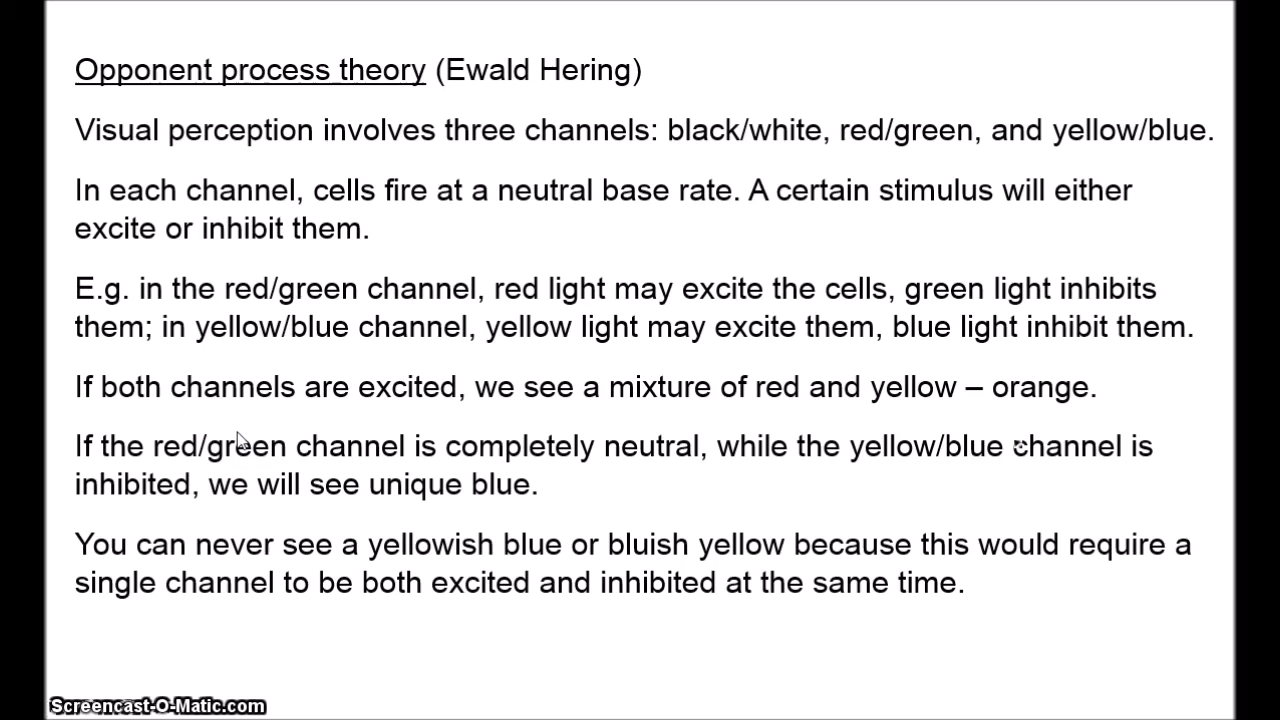 Opponent process theory (Ewald Hering)
Visual perception involves three channels: black/white, red/green, and yellow/blue.
In each channel, cells fire at a neutral base rate. A certain stimulus will either
excite or inhibit them.
E.g. in the red/green channel, red light may excite the cells, green light inhibits
them; in yellow/blue channel, yellow light may excite them, blue light inhibit them.
If both channels are excited, we see a mixture of red and yellow – orange.
If the red/green channel is completely neutral, while the yellow/blue channel is
inhibited, we will see unique blue.
You can never see a yellowish blue or bluish yellow because this would require a
single channel to be both excited and inhibited at the same time.
Screencast-O-Matic.com